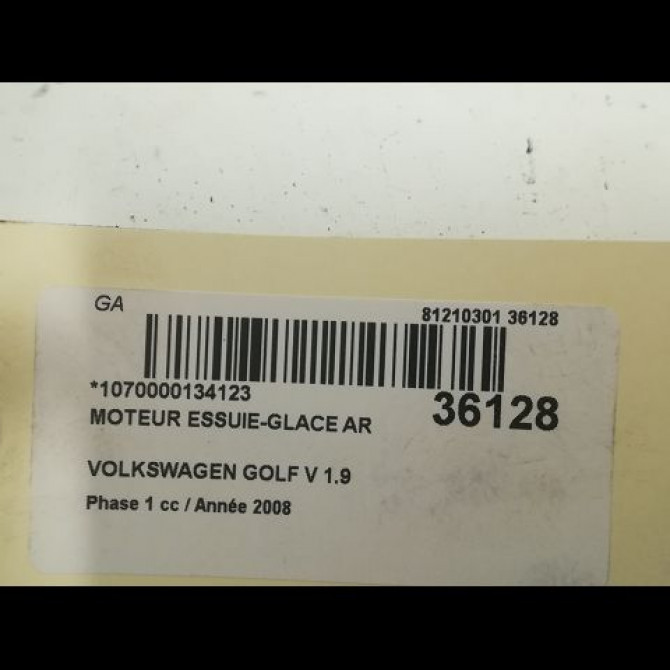 GA
81210301 36128
*1070000134123
36128
MOTEUR ESSUIE-GLACE AR
VOLKSWAGEN GOLF V 1.9
Phase 1 cc / Année 2008